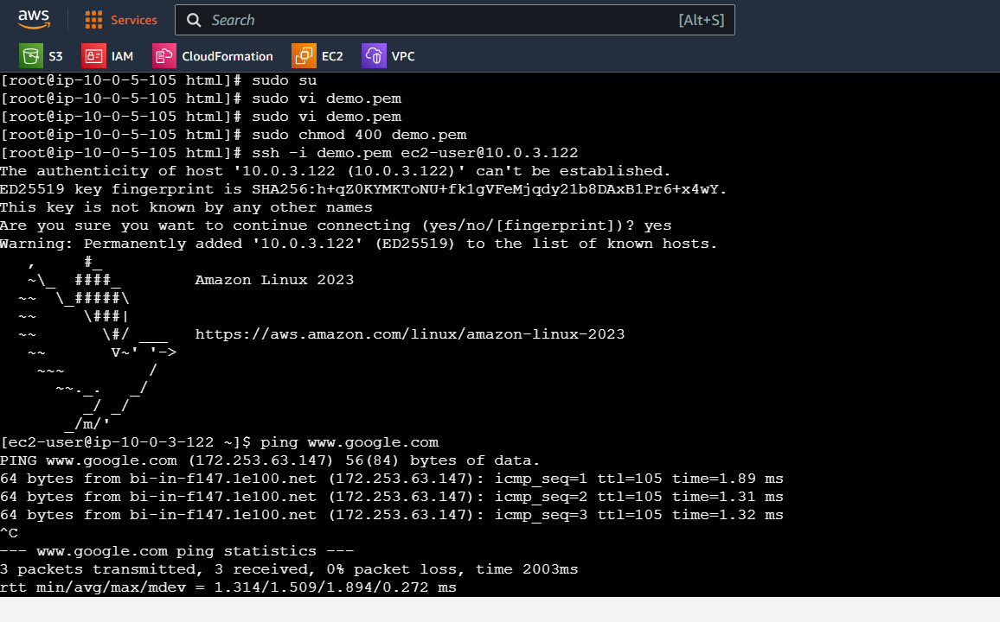 aws Services Search [Alt+S]
S3 IAM CloudFormation EC2 VPC
[root@ip-10-0-5-105 html]# sudo su
[root@ip-10-0-5-105 html]# sudo vi demo.pem
[root@ip-10-0-5-105 html]# sudo vi demo.pem
[root@ip-10-0-5-105 html]# sudo chmod 400 demo.pem
[root@ip-10-0-5-105 html]# ssh -i demo.pem ec2-user@10.0.3.122
The authenticity of host '10.0.3.122 (10.0.3.122)' can't be established.
ED25519 key fingerprint is SHA256:h+qZ0KYMKToNU+fk1gVFeMjqdy21b8DAxB1Pr6+x4wY.
This key is not known by any other names
Are you sure you want to continue connecting (yes/no/[fingerprint])? yes
Warning: Permanently added '10.0.3.122' (ED25519) to the list of known hosts.
   ,     #_
   ~\_  ####_        Amazon Linux 2023
  ~~  \_#####\
  ~~     \###|
  ~~       \#/ ___   https://aws.amazon.com/linux/amazon-linux-2023
   ~~       V~' '->
    ~~~         /
      ~~._.   _/
         _/ _/
       _/m/'
[ec2-user@ip-10-0-3-122 ~]$ ping www.google.com
PING www.google.com (172.253.63.147) 56(84) bytes of data.
64 bytes from bi-in-f147.1e100.net (172.253.63.147): icmp_seq=1 ttl=105 time=1.89 ms
64 bytes from bi-in-f147.1e100.net (172.253.63.147): icmp_seq=2 ttl=105 time=1.31 ms
64 bytes from bi-in-f147.1e100.net (172.253.63.147): icmp_seq=3 ttl=105 time=1.32 ms
^C
--- www.google.com ping statistics ---
3 packets transmitted, 3 received, 0% packet loss, time 2003ms
rtt min/avg/max/mdev = 1.314/1.509/1.894/0.272 ms